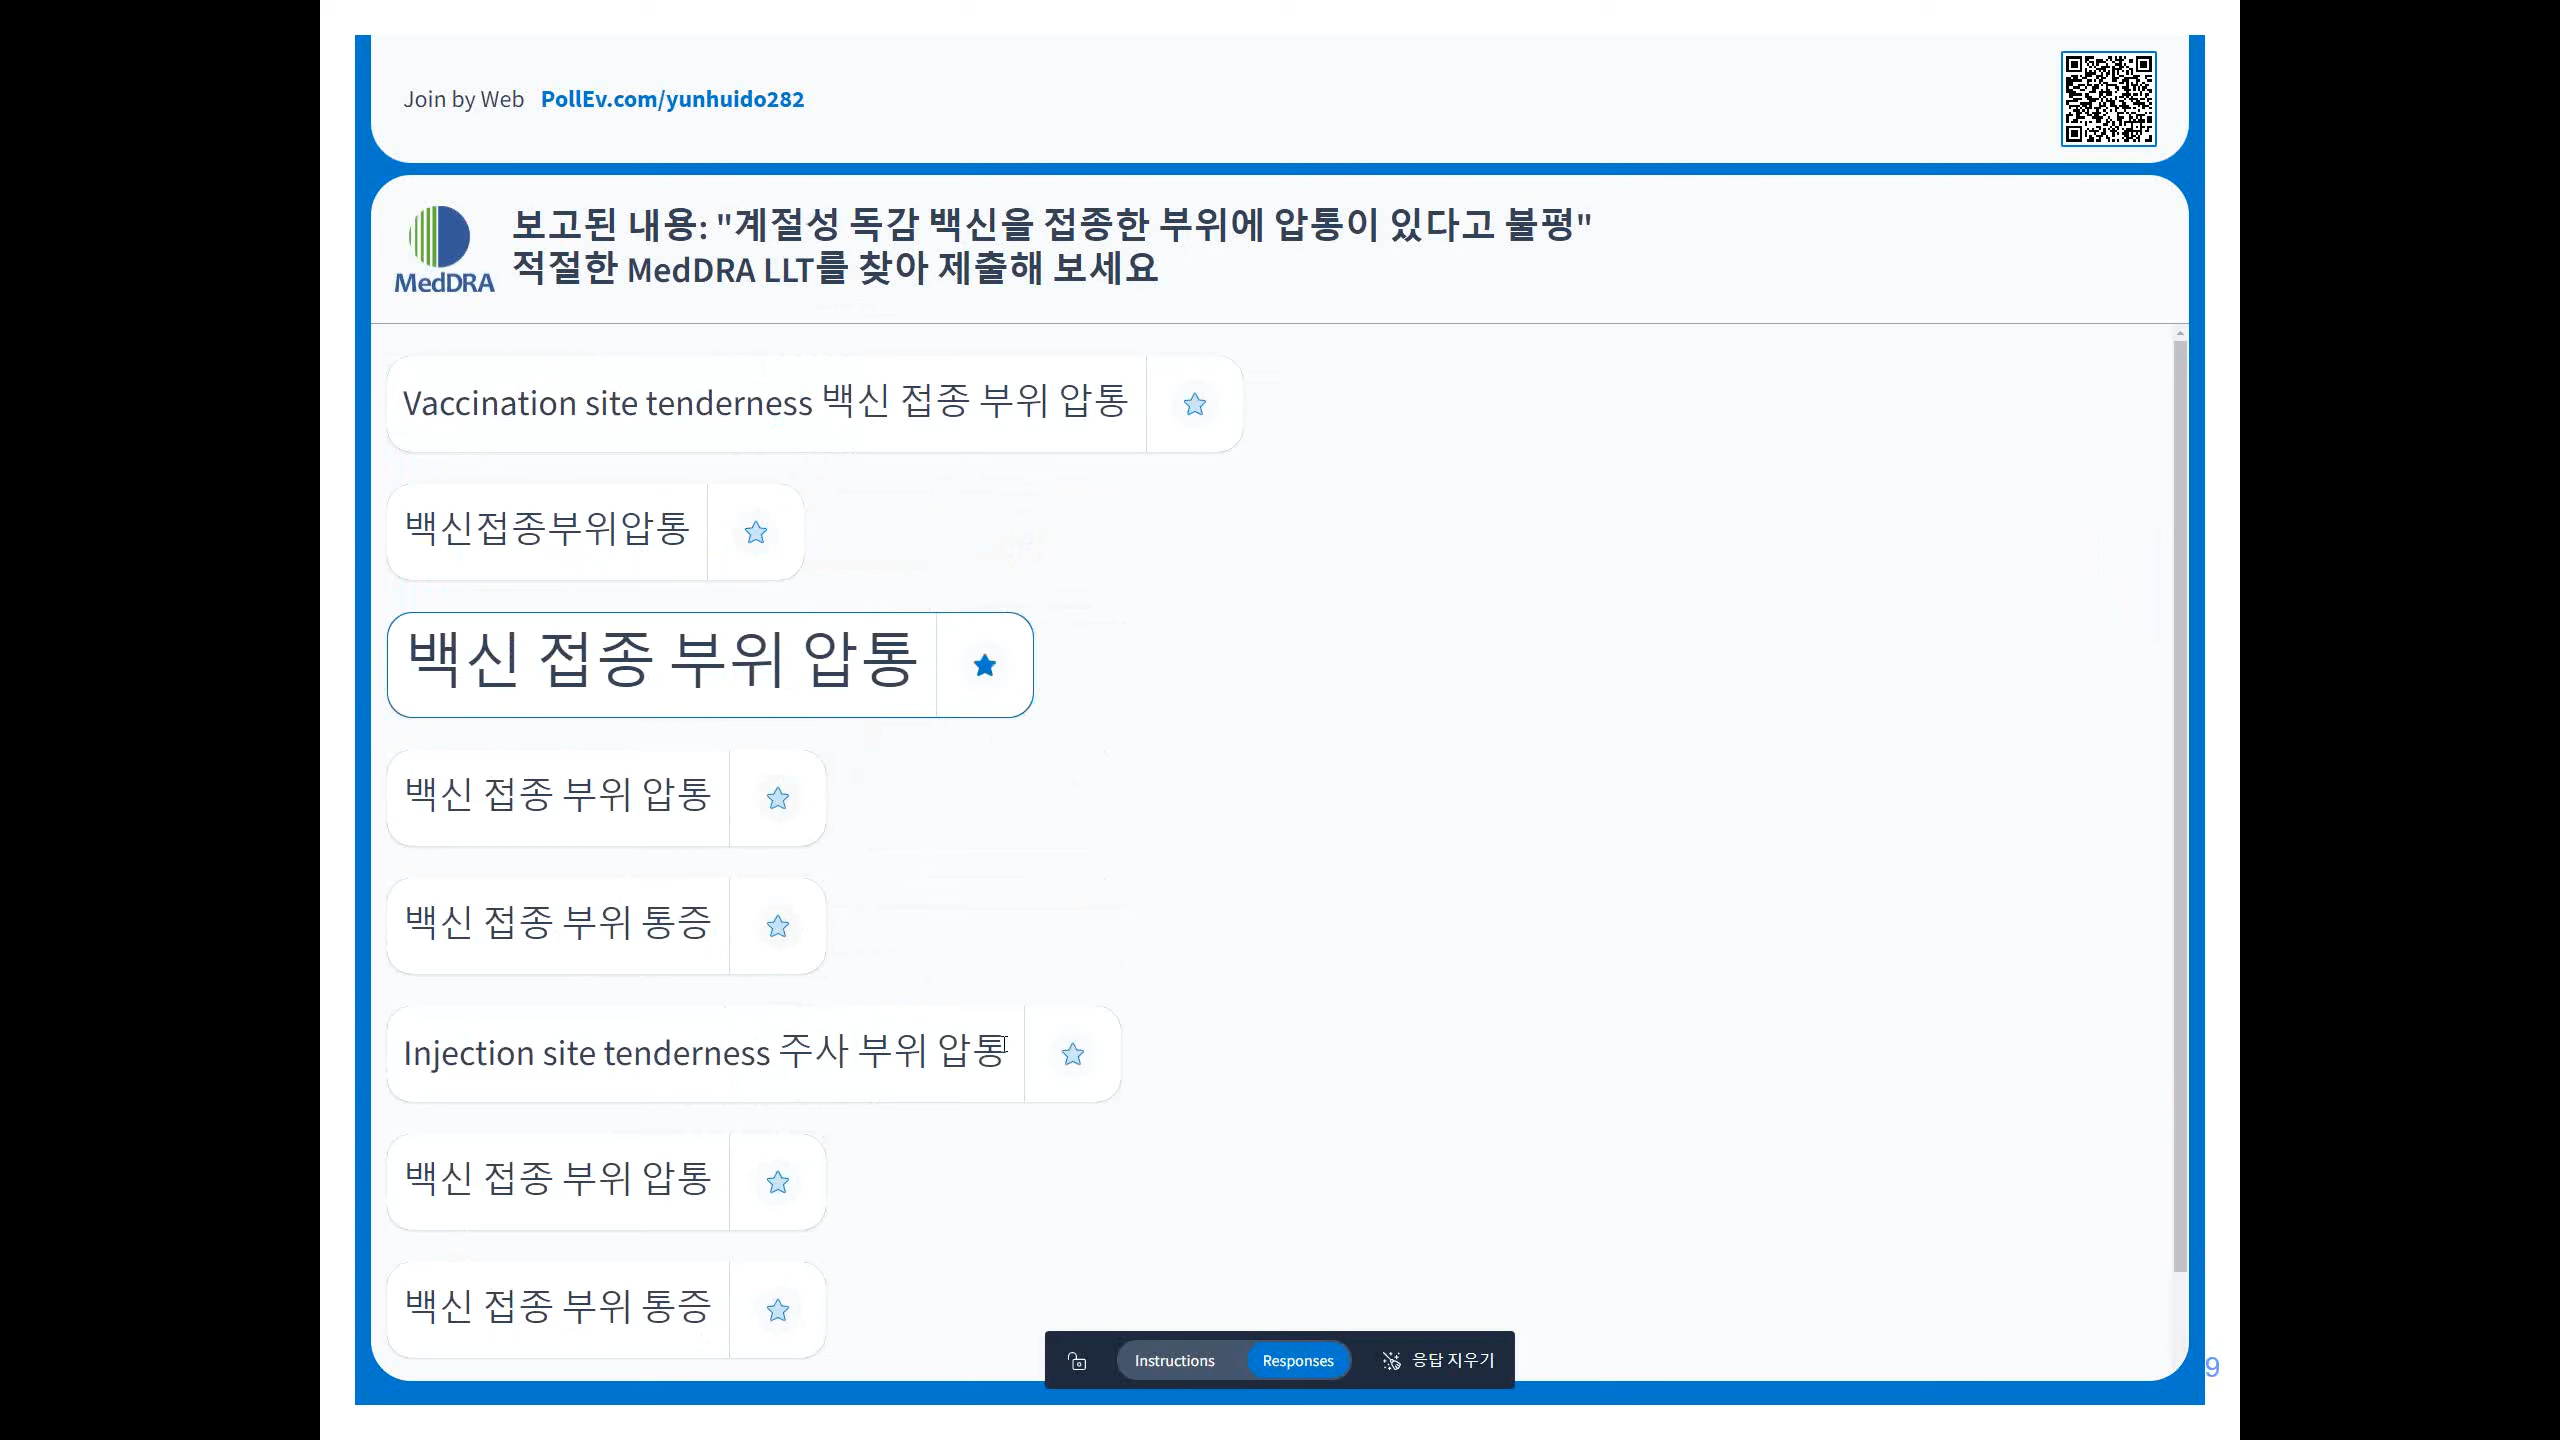 Join by Web PollEv.com/yunhuido282
보고된 내용: "계절성 독감 백신을 접종한 부위에 압통이 있다고 불평"
적절한 MedDRA LLT를 찾아 제출해 보세요
MedDRA
Vaccination site tenderness 백신 접종 부위 압통
백신접종부위압통
백신 접종 부위 압통
백신 접종 부위 압통
백신 접종 부위 통증
Injection site tenderness 주사 부위 압통
백신 접종 부위 압통
백신 접종 부위 통증
Instructions Responses 응답 지우기
9